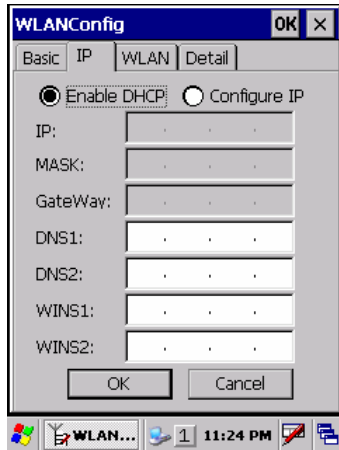 WLANConfig OK ×
Basic IP WLAN Detail
Enable DHCP Configure IP
IP: . . .
MASK: . . .
GateWay: . . .
DNS1: . . .
DNS2: . . .
WINS1: . . .
WINS2: . . .
OK Cancel
WLAN... 1 11:24 PM